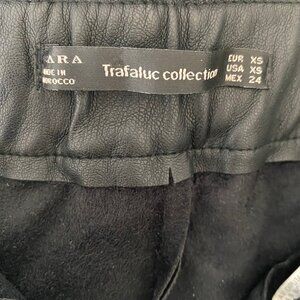 ARA
MADE IN
MOROCCO
Trafaluc collection
EUR XS
USA XS
MEX 24